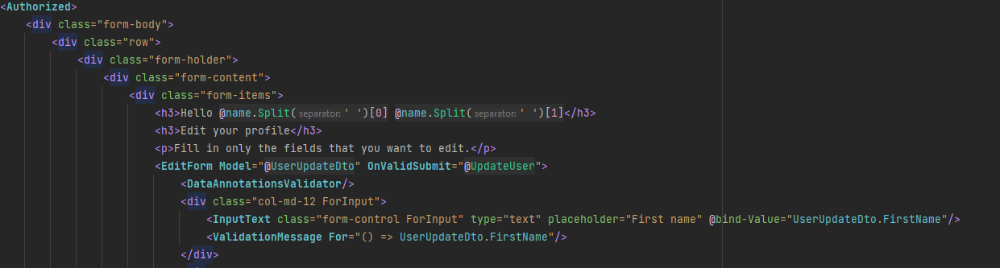 <Authorized>
<div class="form-body">
<div class="row">
<div class="form-holder">
<div class="form-content">
<div class="form-items">
<h3>Hello @name.Split( separator: ' ')[0] @name.Split( separator: ' ')[1]</h3>
<h3>Edit your profile</h3>
<p>Fill in only the fields that you want to edit.</p>
<EditForm Model="@UserUpdateDto" OnValidSubmit="@UpdateUser">
<DataAnnotationsValidator/>
<div class="col-md-12 ForInput">
<InputText class="form-control ForInput" type="text" placeholder="First name" @bind-Value="UserUpdateDto.FirstName"/>
<ValidationMessage For="() => UserUpdateDto.FirstName"/>
</div>